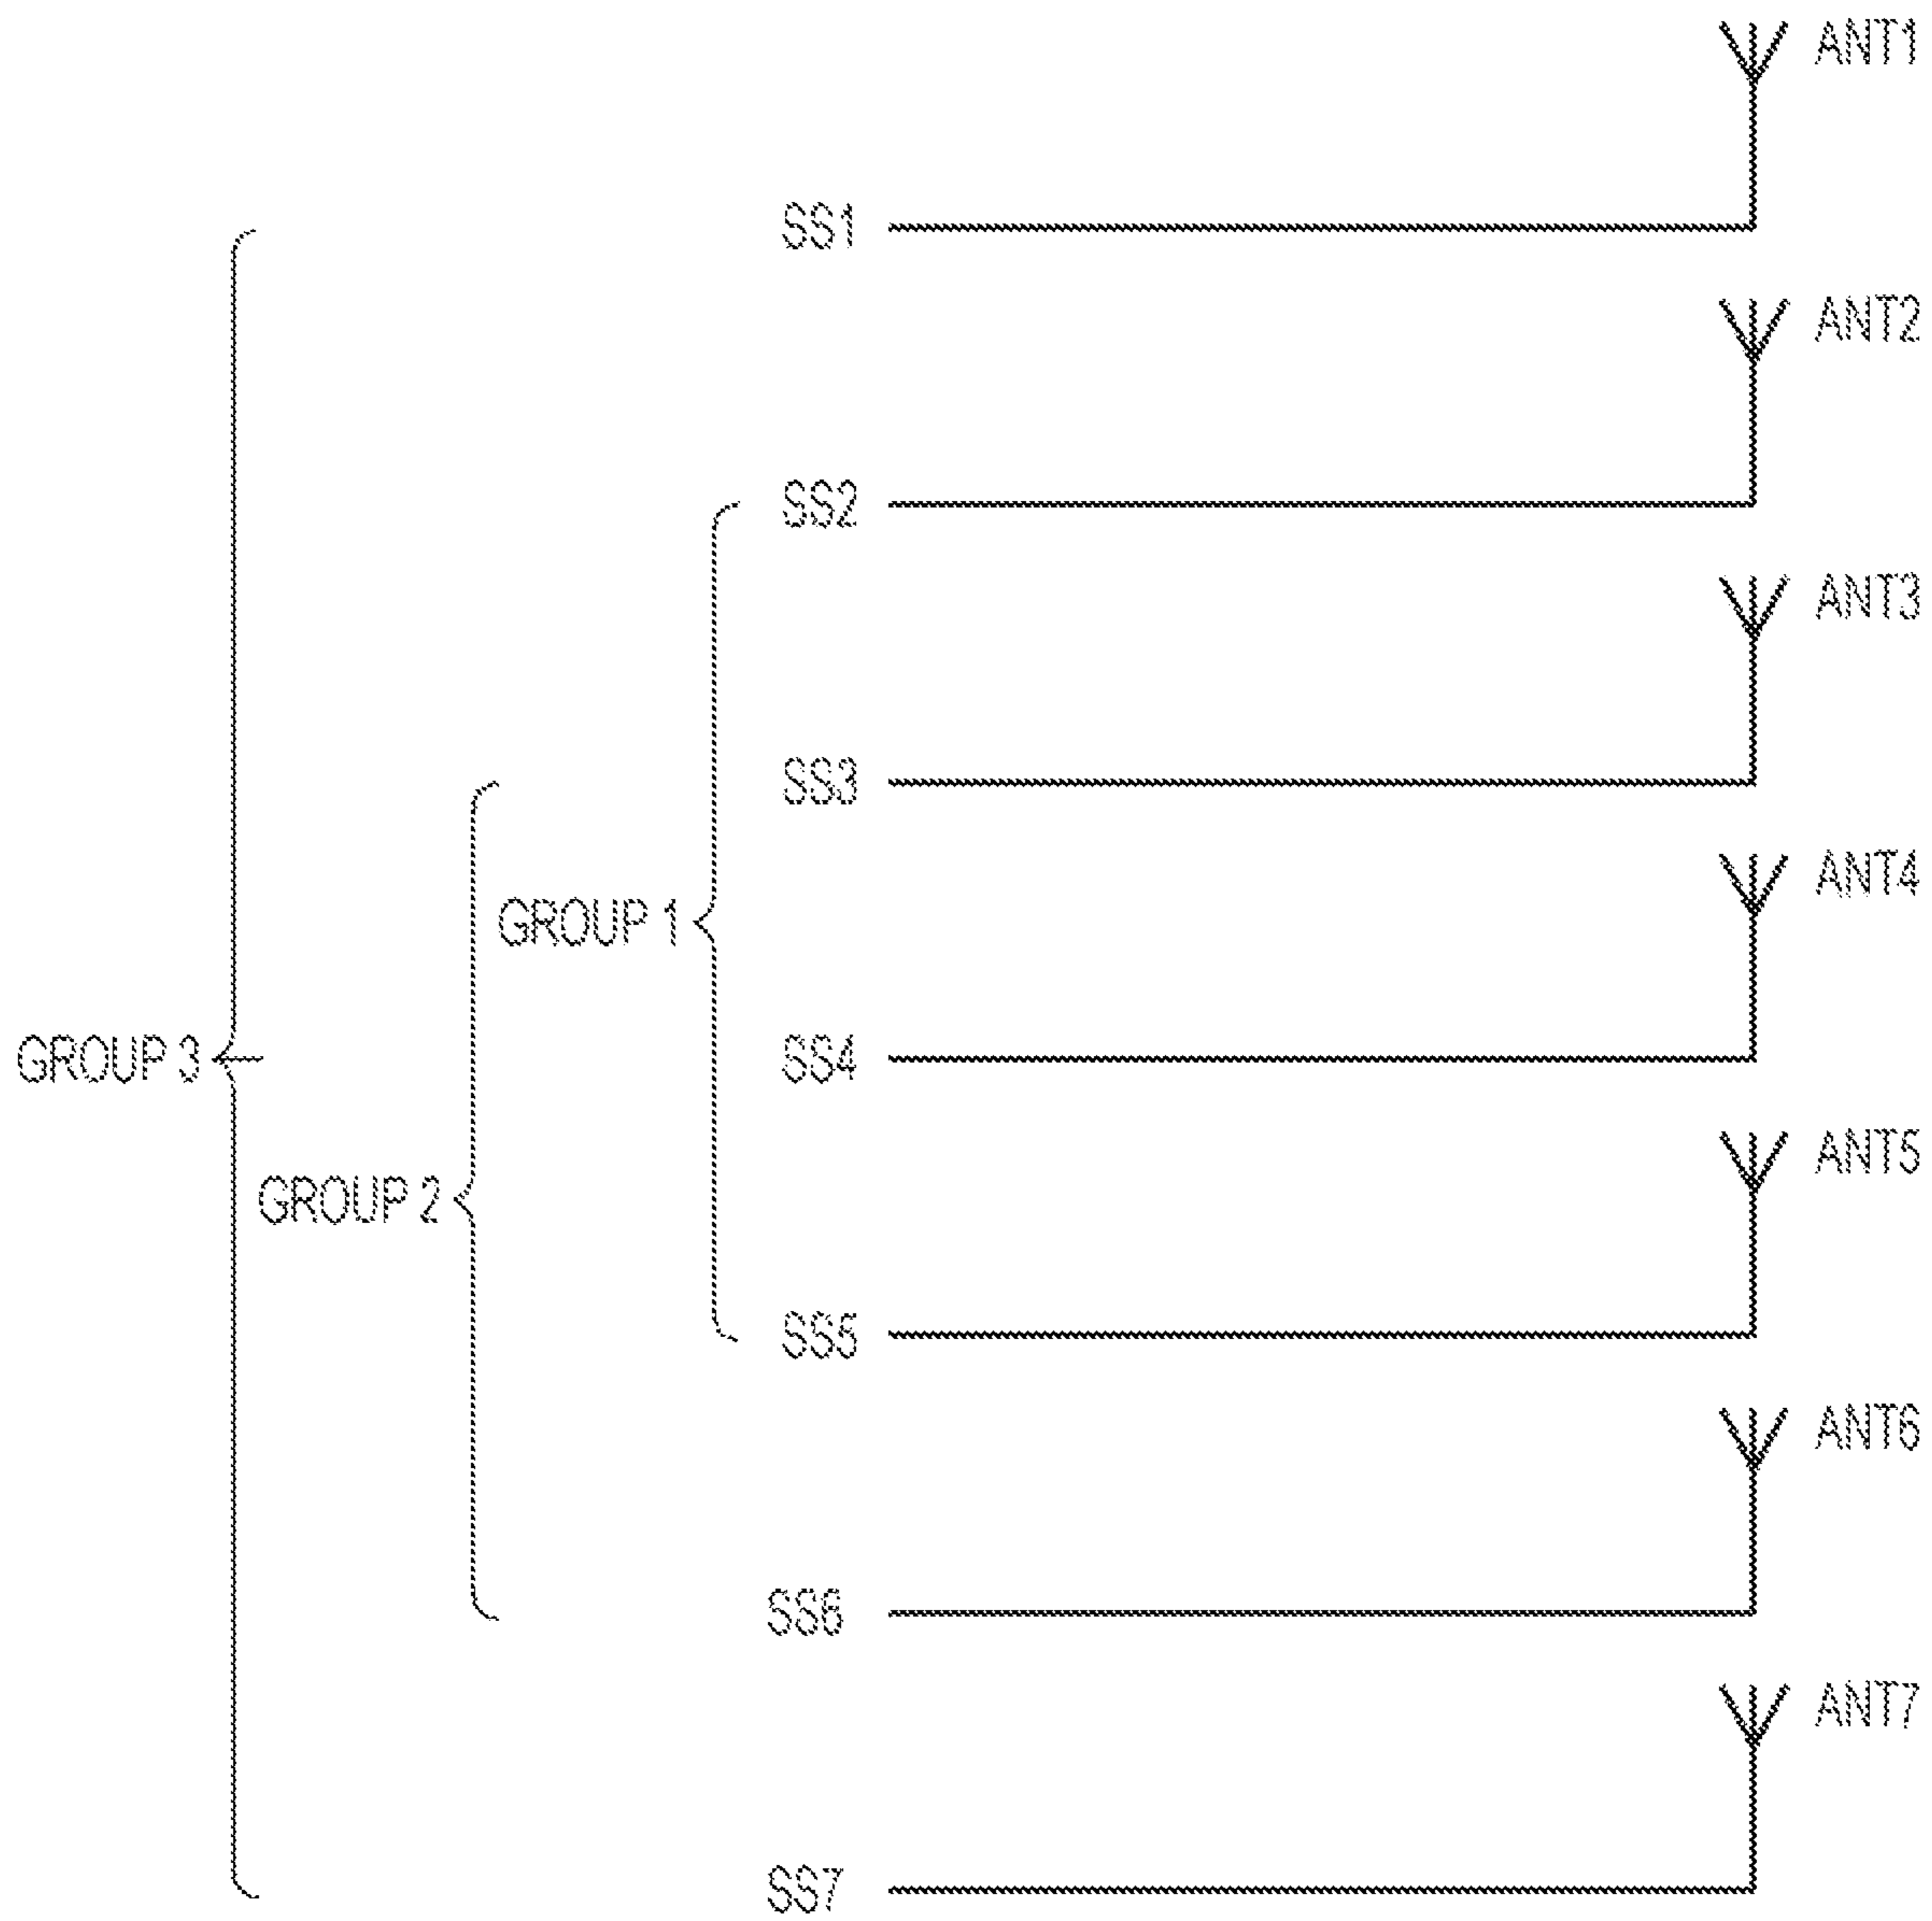 ANT1
SS1
ANT2
SS2
ANT3
SS3
ANT4
GROUP 1
SS4
GROUP 3
ANT5
GROUP 2
SS5
ANT6
SS6
ANT7
SS7